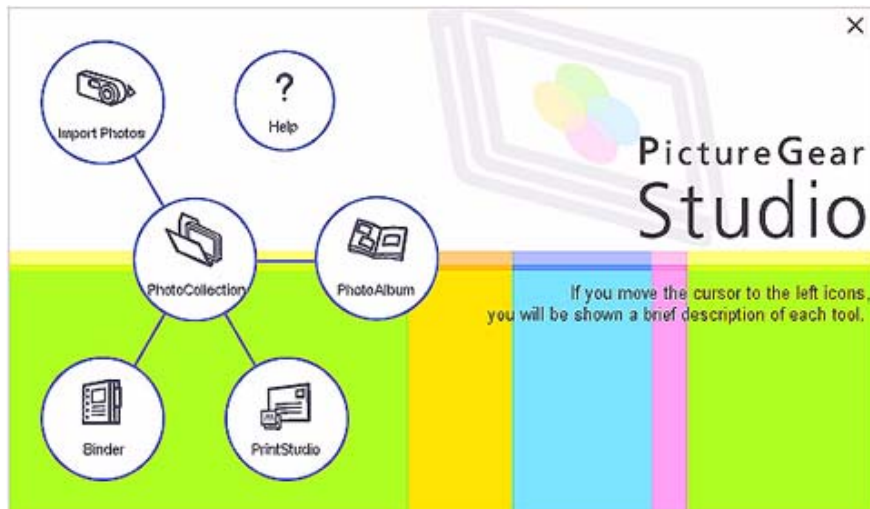 Import Photos
?
Help
PictureGear
Studio
PhotoCollection
PhotoAlbum
If you move the cursor to the left icons,
you will be shown a brief description of each tool.
Binder
PrintStudio